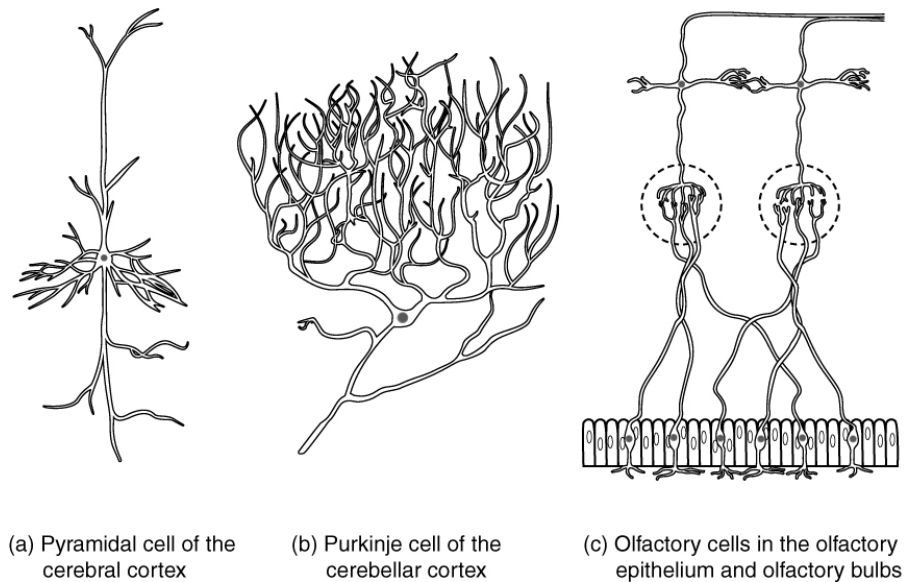 (a) Pyramidal cell of the
cerebral cortex
(b) Purkinje cell of the
cerebellar cortex
(c) Olfactory cells in the olfactory
epithelium and olfactory bulbs